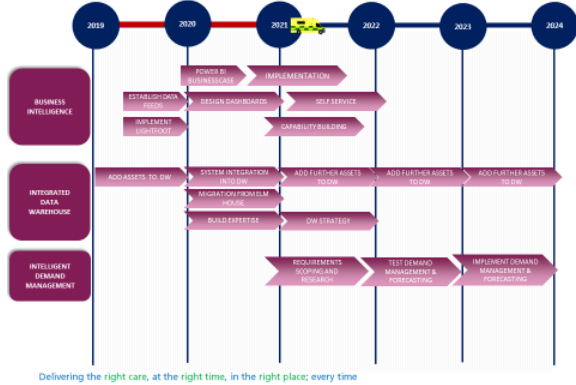 2019 2020 2021 2022 2023 2024
BUSINESS
INTELLIGENCE
POWER BI
BUSINESSCASE
IMPLEMENTATION
ESTABLISH DATA
FEEDS
DESIGN DASHBOARDS
SELF SERVICE
IMPLEMENT
LIGHTFOOT
CAPABILITY BUILDING
INTEGRATED
DATA
WAREHOUSE
ADD ASSETS TO DW
SYSTEM INTEGRATION
INTO DW
ADD FURTHER ASSETS
TO DW
ADD FURTHER ASSETS
TO DW
ADD FURTHER ASSETS
TO DW
MIGRATION FROM ELM
HOUSE
BUILD EXPERTISE
DW STRATEGY
INTELLIGENT
DEMAND
MANAGEMENT
REQUIREMENTS
SCOPING AND
RESEARCH
TEST DEMAND
MANAGEMENT &
FORECASTING
IMPLEMENT DEMAND
MANAGEMENT &
FORECASTING
Delivering the right care, at the right time, in the right place; every time